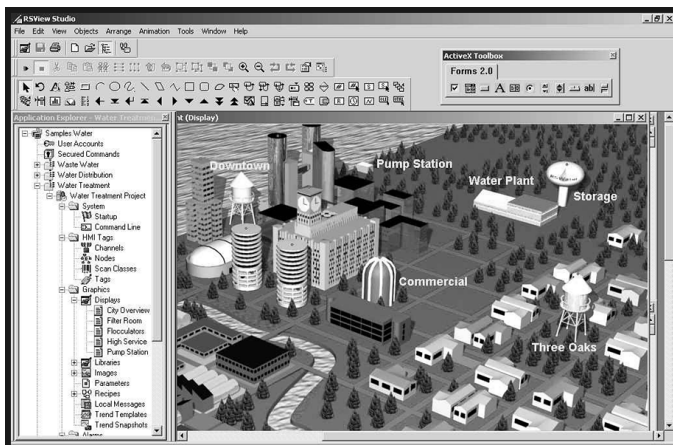 RSView Studio
File Edit View Objects Arrange Animation Tools Window Help
ActiveX Toolbox
Forms 2.0
A
abl
Application Explorer - Water Treatmen...
nt (Display)
Samples Water
User Accounts
Secured Commands
Waste Water
Water Distribution
Water Treatment
Water Treatment Project
System
Startup
Command Line
HMI Tags
Channels
Nodes
Scan Classes
Tags
Graphics
Displays
City Overview
Filter Room
Flocculators
High Service
Pump Station
Libraries
Images
Parameters
Recipes
Local Messages
Trend Templates
Trend Snapshots
Alarms
Downtown
Pump Station
Water Plant
Storage
Commercial
Three Oaks